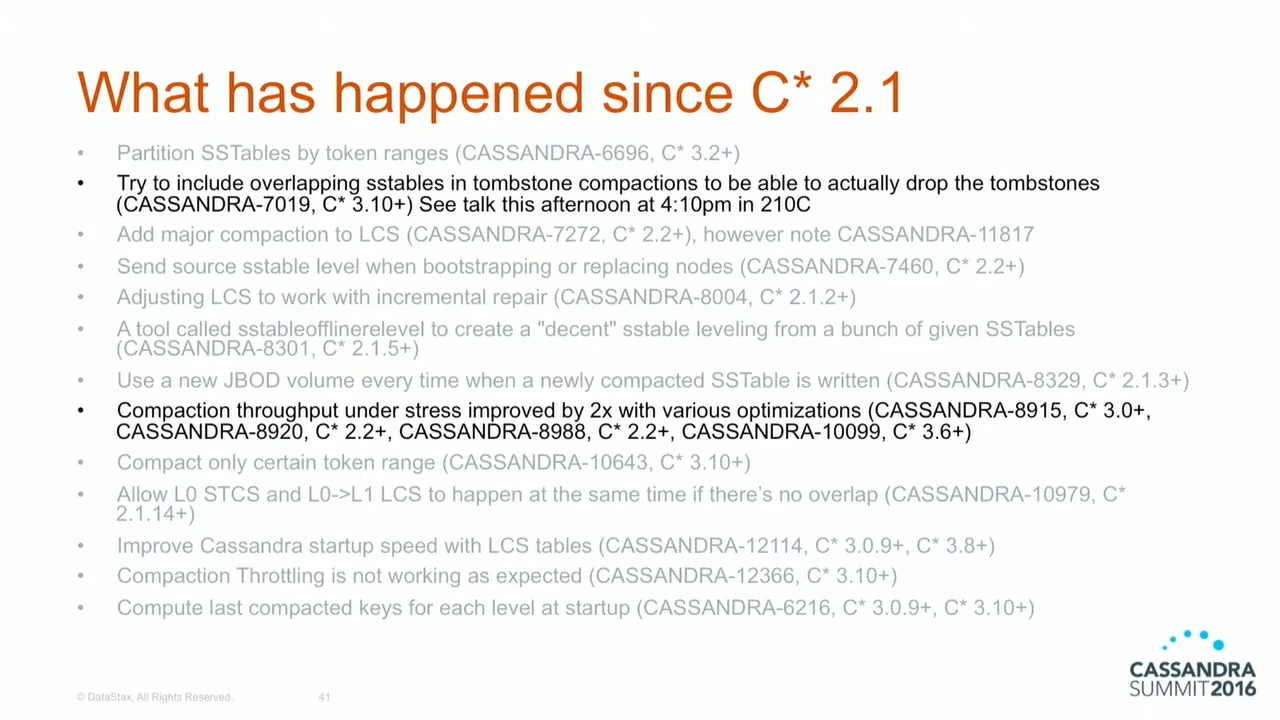 What has happened since C* 2.1
• Partition SSTables by token ranges (CASSANDRA-6696, C* 3.2+)
• Try to include overlapping sstables in tombstone compactions to be able to actually drop the tombstones
(CASSANDRA-7019, C* 3.10+) See talk this afternoon at 4:10pm in 210C
• Add major compaction to LCS (CASSANDRA-7272, C* 2.2+), however note CASSANDRA-11817
• Send source sstable level when bootstrapping or replacing nodes (CASSANDRA-7460, C* 2.2+)
• Adjusting LCS to work with incremental repair (CASSANDRA-8004, C* 2.1.2+)
• A tool called sstableofflinerelevel to create a "decent" sstable leveling from a bunch of given SSTables
(CASSANDRA-8301, C* 2.1.5+)
• Use a new JBOD volume every time when a newly compacted SSTable is written (CASSANDRA-8329, C* 2.1.3+)
• Compaction throughput under stress improved by 2x with various optimizations (CASSANDRA-8915, C* 3.0+,
CASSANDRA-8920, C* 2.2+, CASSANDRA-8988, C* 2.2+, CASSANDRA-10099, C* 3.6+)
• Compact only certain token range (CASSANDRA-10643, C* 3.10+)
• Allow L0 STCS and L0->L1 LCS to happen at the same time if there’s no overlap (CASSANDRA-10979, C*
2.1.14+)
• Improve Cassandra startup speed with LCS tables (CASSANDRA-12114, C* 3.0.9+, C* 3.8+)
• Compaction Throttling is not working as expected (CASSANDRA-12366, C* 3.10+)
• Compute last compacted keys for each level at startup (CASSANDRA-6216, C* 3.0.9+, C* 3.10+)
© DataStax, All Rights Reserved. 41
CASSANDRA
SUMMIT2016